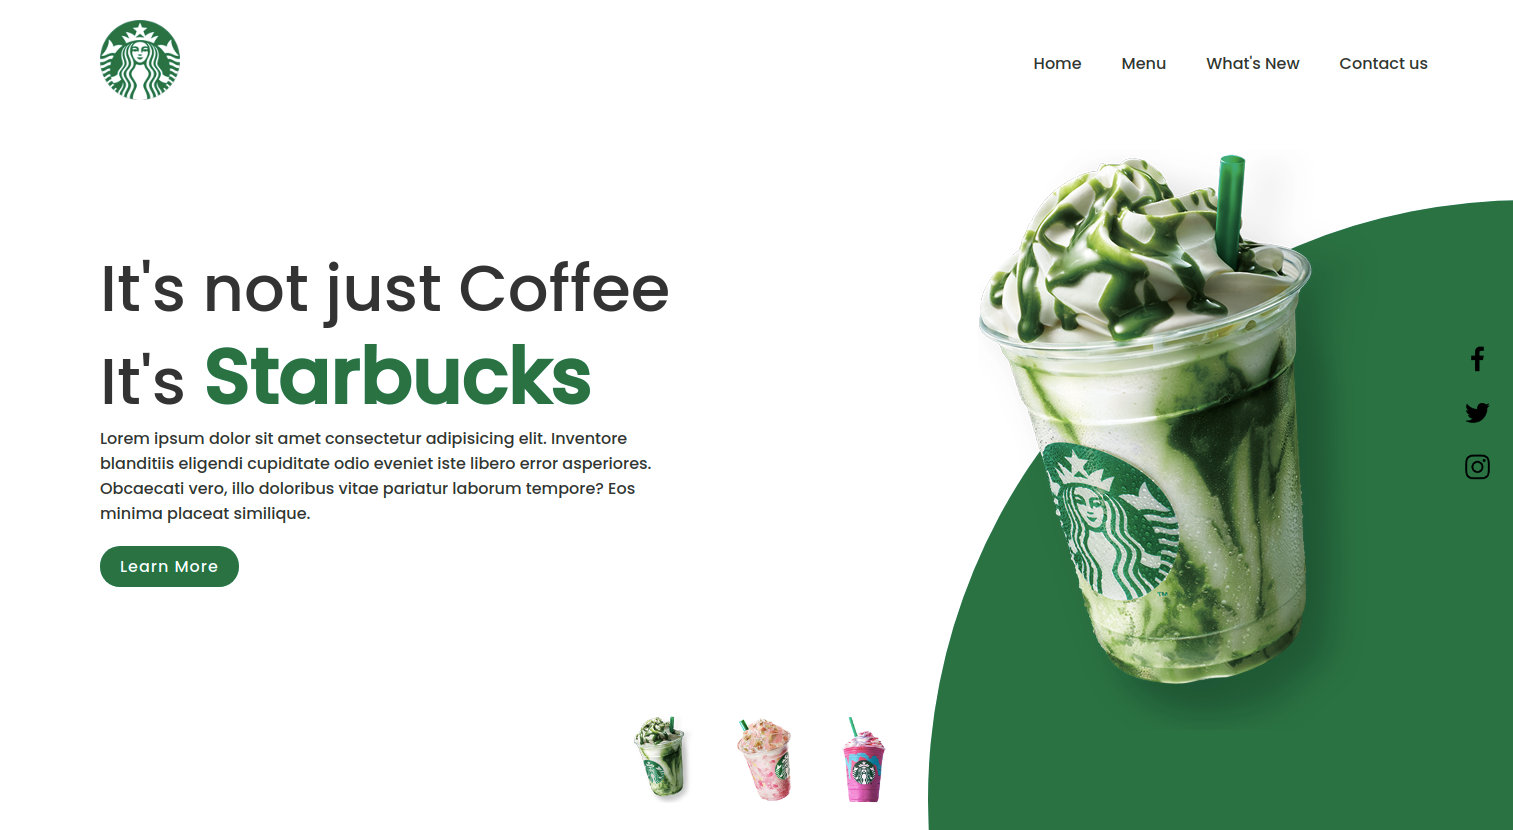 Home Menu What's New Contact us
It's not just Coffee
It's Starbucks
Lorem ipsum dolor sit amet consectetur adipisicing elit. Inventore
blanditiis eligendi cupiditate odio eveniet iste libero error asperiores.
Obcaecati vero, illo doloribus vitae pariatur laborum tempore? Eos
minima placeat similique.
Learn More
TM